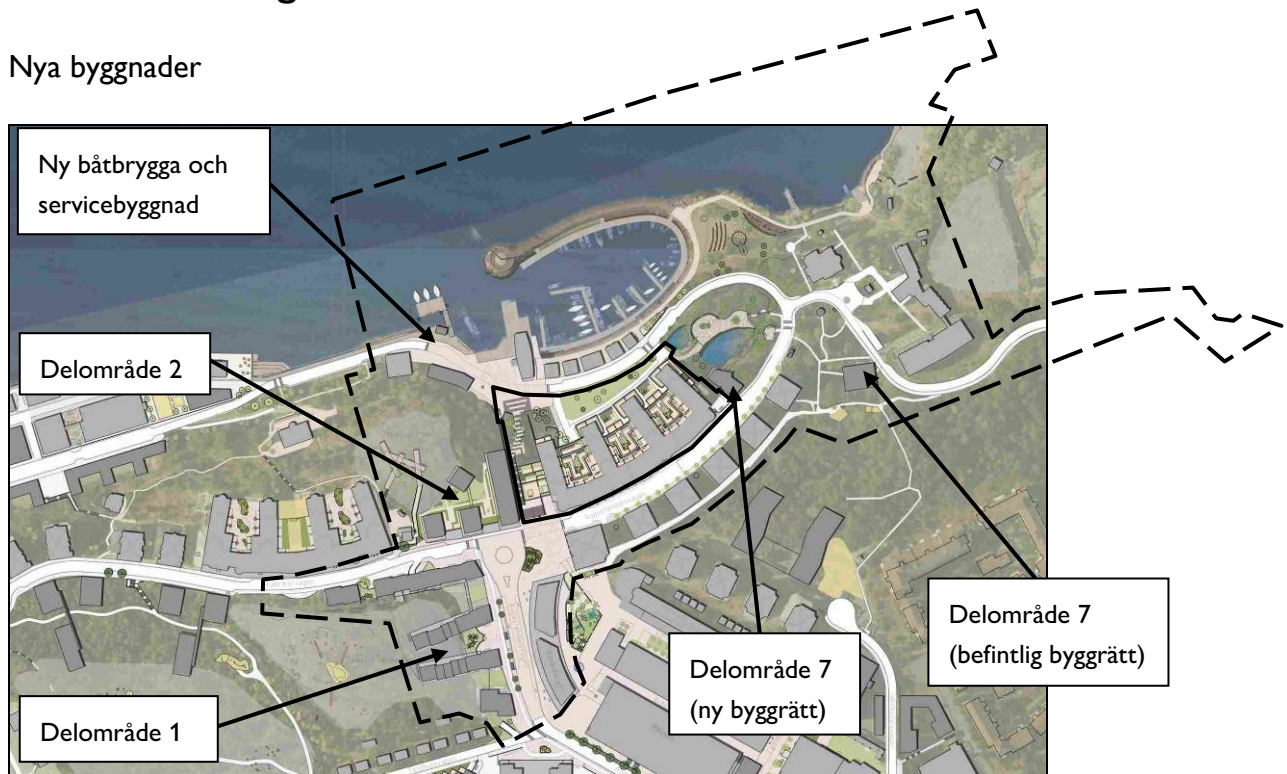 Nya byggnader
Ny båtbrygga och
servicebyggnad
Delområde 2
Delområde 1
Delområde 7
(ny byggrätt)
Delområde 7
(befintlig byggrätt)